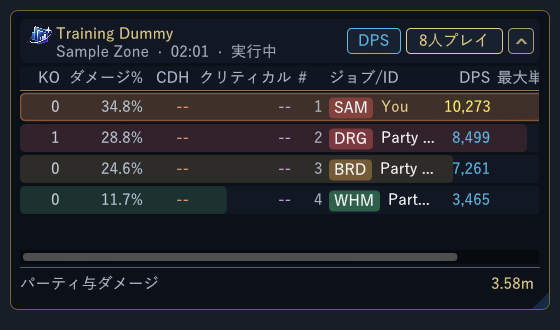 Training Dummy
Sample Zone · 02:01 · 実行中
DPS
8人プレイ
KO ダメージ% CDH クリティカル # ジョブ/ID DPS 最大単
0 34.8% -- -- 1 SAM You 10,273
1 28.8% -- -- 2 DRG Party ... 8,499
0 24.6% -- -- 3 BRD Party ... 7,261
0 11.7% -- -- 4 WHM Part... 3,465
パーティ与ダメージ 3.58m